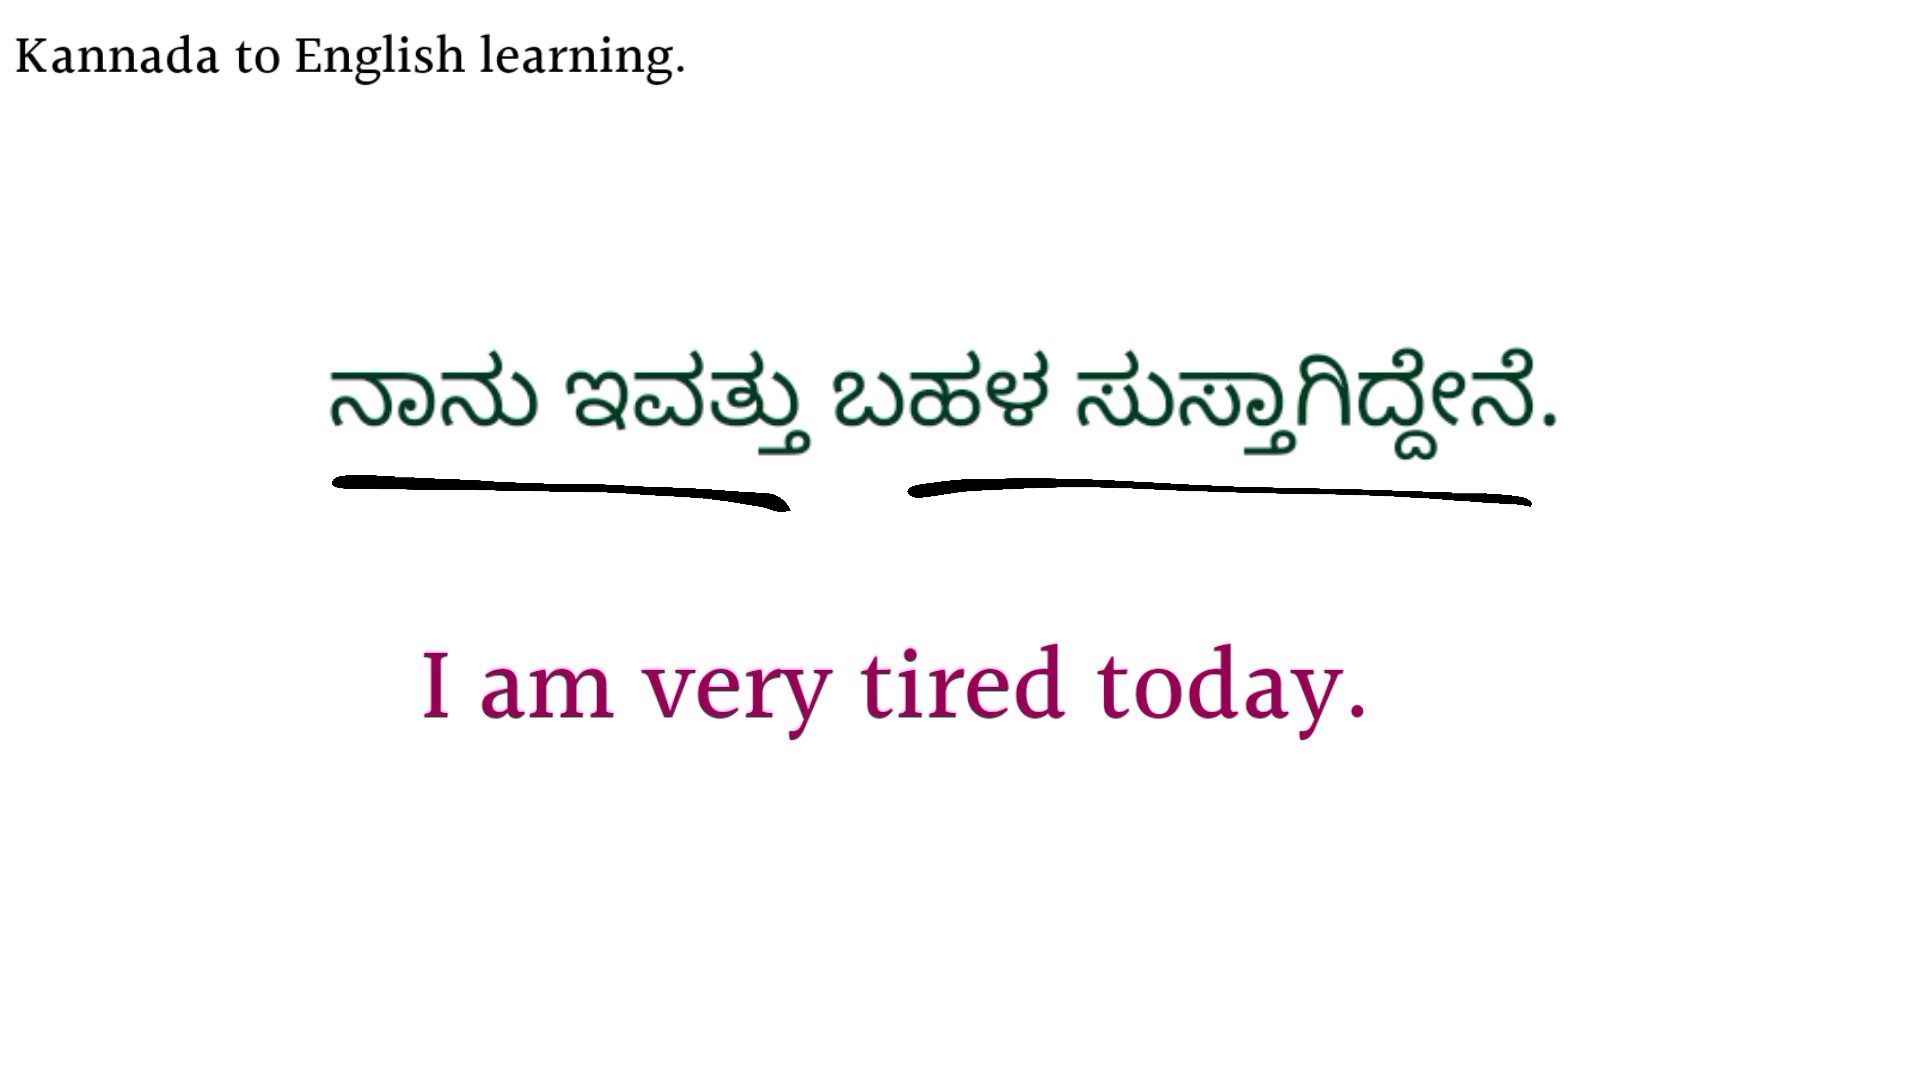 Kannada to English learning.
ನಾನು ಇವತ್ತು ಬಹಳ ಸುಸ್ತಾಗಿದ್ದೇನೆ.
I am very tired today.